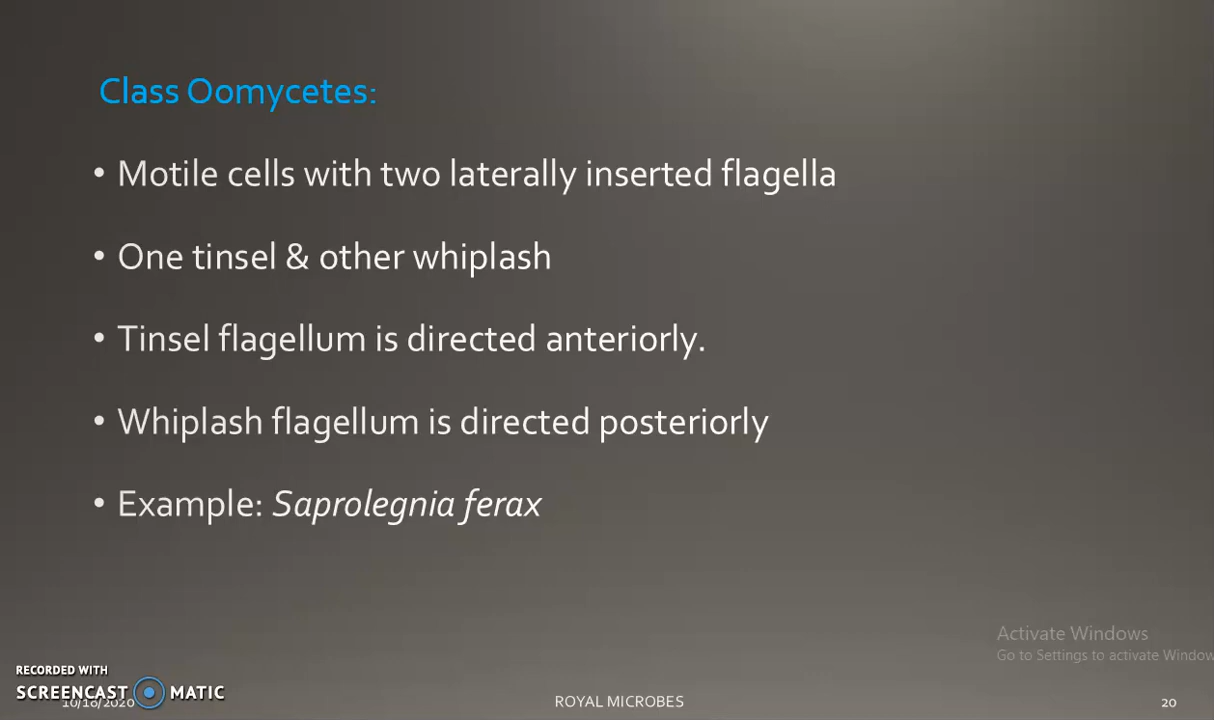 Class Oomycetes:
• Motile cells with two laterally inserted flagella
• One tinsel & other whiplash
• Tinsel flagellum is directed anteriorly.
• Whiplash flagellum is directed posteriorly
• Example: Saprolegnia ferax
Activate Windows
Go to Settings to activate Window
RECORDED WITH
SCREENCAST MATIC
10/18/2020
ROYAL MICROBES
20